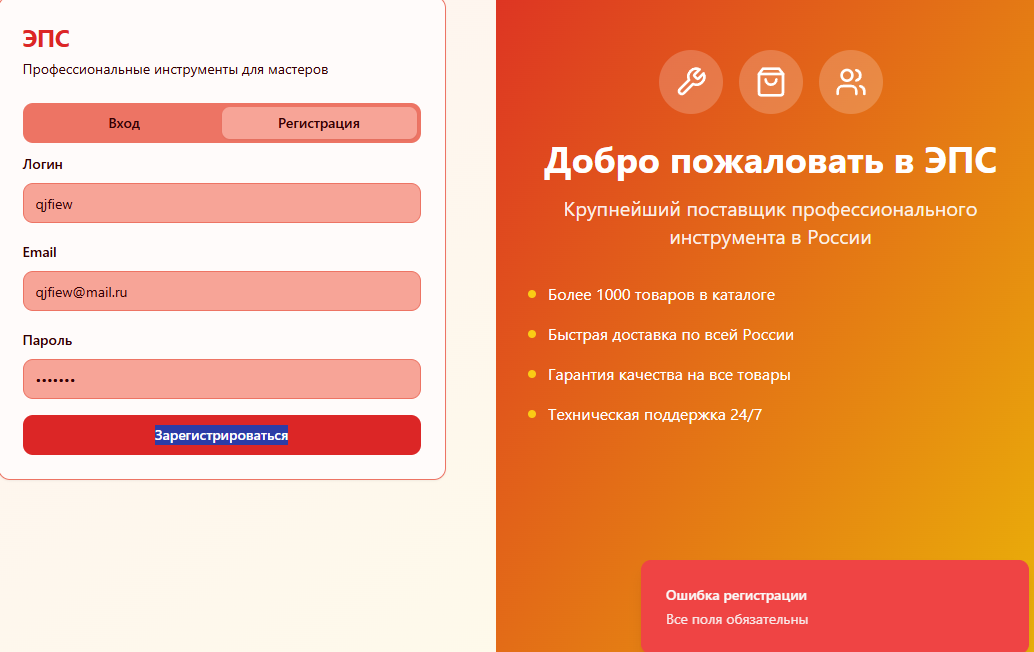 ЭПС
Профессиональные инструменты для мастеров
Вход
Регистрация
Логин
qjfiew
Email
qjfiew@mail.ru
Пароль
•••••••
Зарегистрироваться
Добро пожаловать в ЭПС
Крупнейший поставщик профессионального
инструмента в России
Более 1000 товаров в каталоге
Быстрая доставка по всей России
Гарантия качества на все товары
Техническая поддержка 24/7
Ошибка регистрации
Все поля обязательны